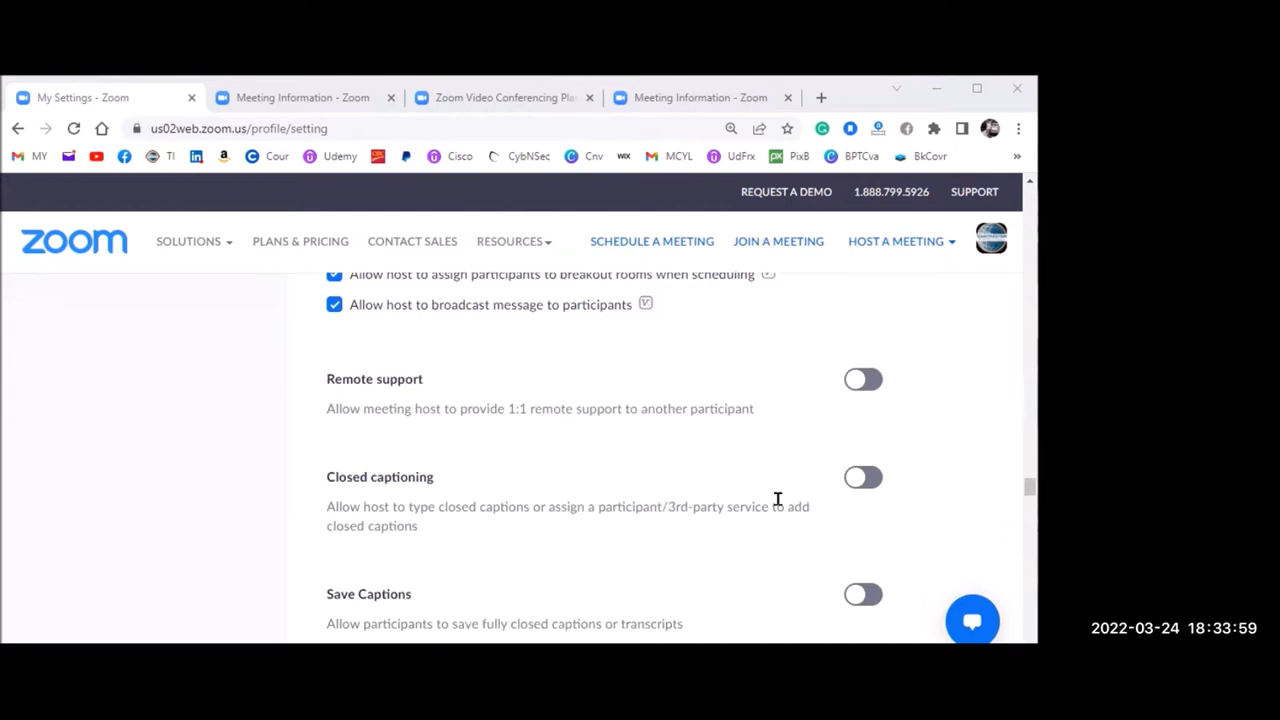 My Settings - Zoom
Meeting Information - Zoom
Zoom Video Conferencing Pla
Meeting Information - Zoom
us02web.zoom.us/profile/setting
MY TI Cour Udemy Cisco CybNSec Cnv WIX MCYL UdFrx PixB BPTCva BkCovr »
REQUEST A DEMO 1.888.799.5926 SUPPORT
zoom SOLUTIONS PLANS & PRICING CONTACT SALES RESOURCES SCHEDULE A MEETING JOIN A MEETING HOST A MEETING
Allow host to assign participants to breakout rooms when scheduling
Allow host to broadcast message to participants
Remote support
Allow meeting host to provide 1:1 remote support to another participant
Closed captioning
Allow host to type closed captions or assign a participant/3rd-party service to add
closed captions
Save Captions
Allow participants to save fully closed captions or transcripts
2022-03-24 18:33:59